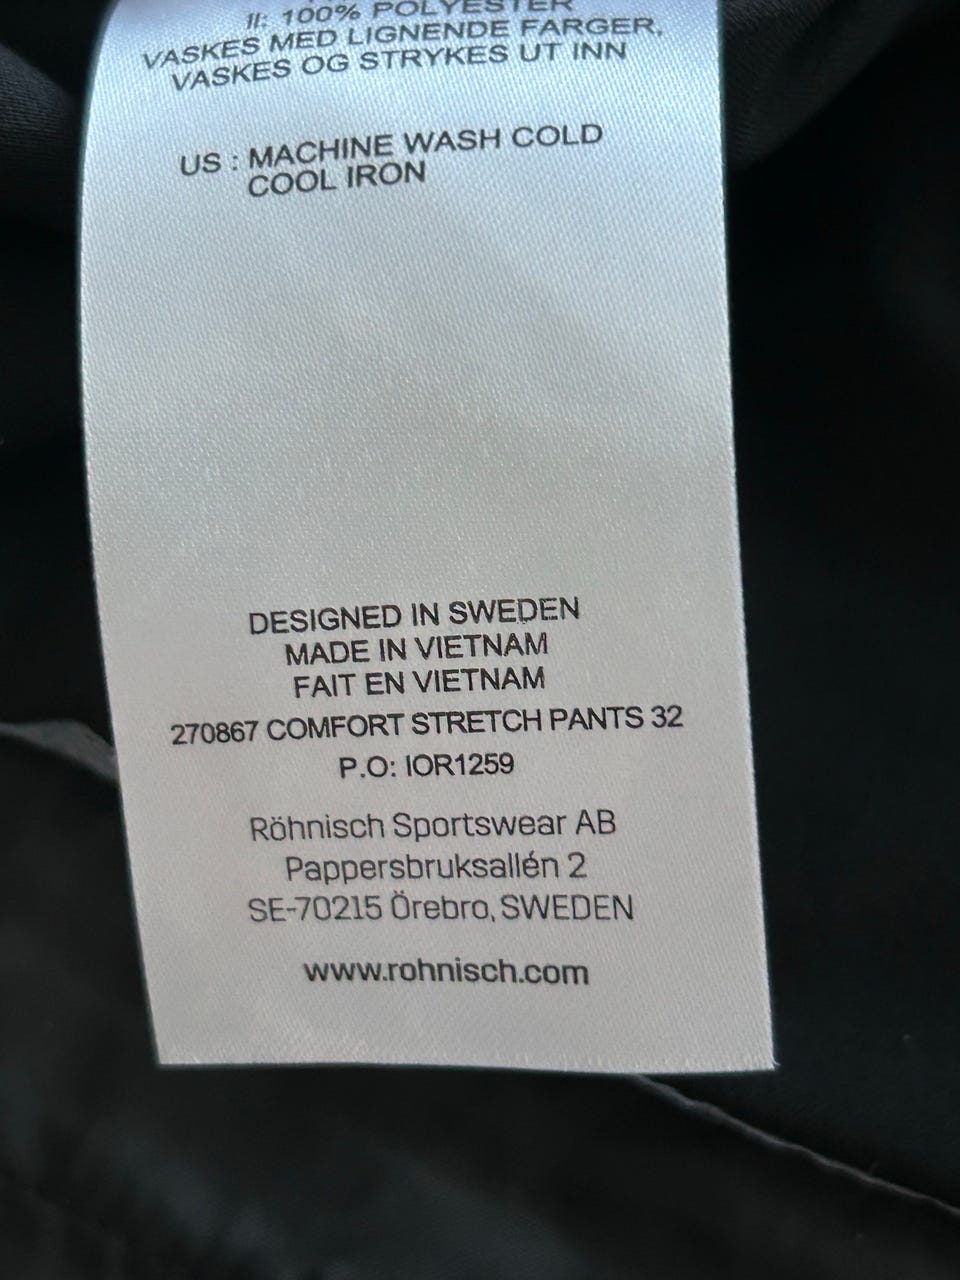 II: 100% POLYESTER
VASKES MED LIGNENDE FARGER,
VASKES OG STRYKES UT INN
US : MACHINE WASH COLD
COOL IRON
DESIGNED IN SWEDEN
MADE IN VIETNAM
FAIT EN VIETNAM
270867 COMFORT STRETCH PANTS 32
P.O: IOR1259
Röhnisch Sportswear AB
Pappersbruksallén 2
SE-70215 Örebro, SWEDEN
www.rohnisch.com